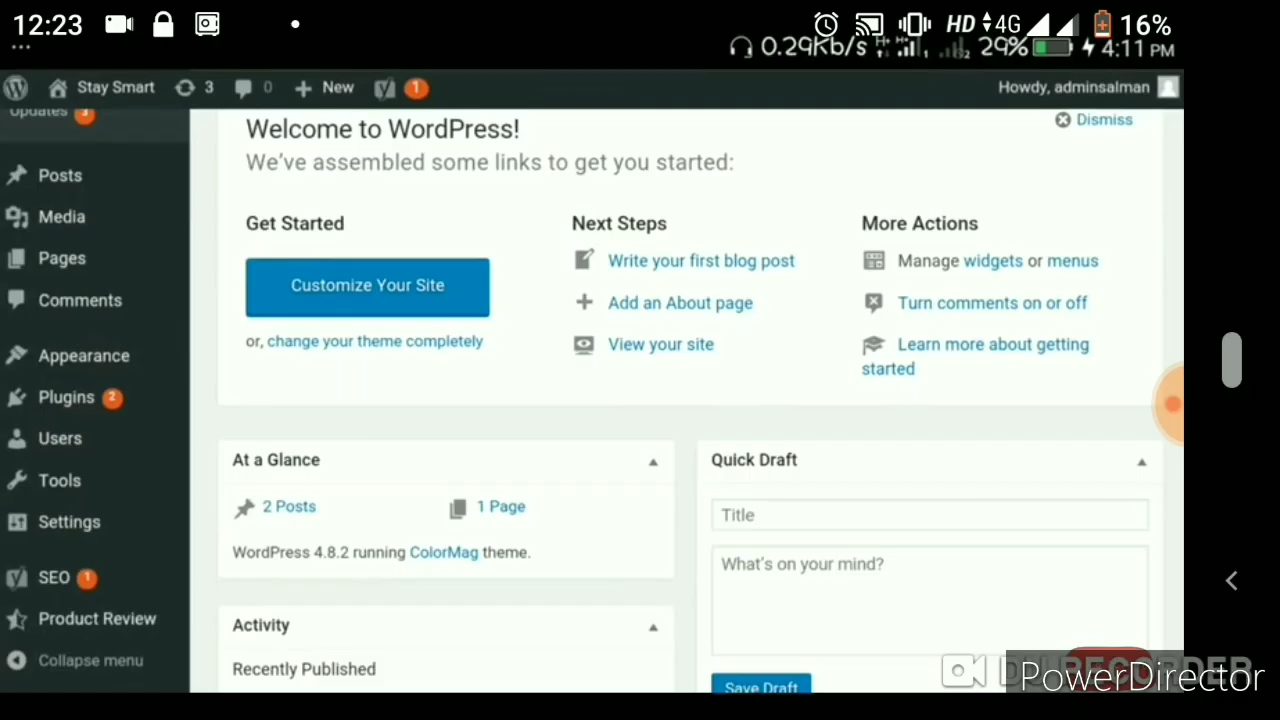 12:23 HD 4G 16%
0.29Kb/s 29% 4:11 PM
Stay Smart 3 0 New 1 Howdy, adminsalman
Updates 3
Posts
Media
Pages
Comments
Appearance
Plugins 2
Users
Tools
Settings
SEO 1
Product Review
Collapse menu
Welcome to WordPress!
Dismiss
We've assembled some links to get you started:
Get Started
Customize Your Site
or, change your theme completely
Next Steps
Write your first blog post
Add an About page
View your site
More Actions
Manage widgets or menus
Turn comments on or off
Learn more about getting
started
At a Glance
2 Posts 1 Page
WordPress 4.8.2 running ColorMag theme.
Activity
Recently Published
Quick Draft
Title
What's on your mind?
Save Draft
DU RECORDER
PowerDirector